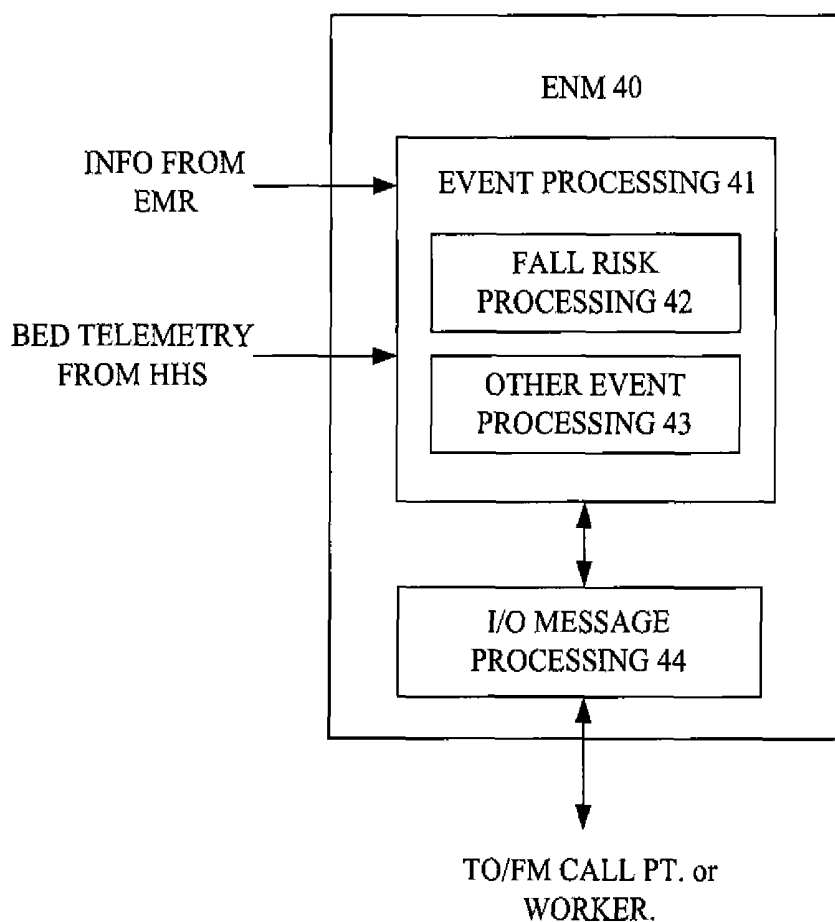 ENM 40
INFO FROM
EMR
EVENT PROCESSING 41
FALL RISK
PROCESSING 42
BED TELEMETRY
FROM HHS
OTHER EVENT
PROCESSING 43
I/O MESSAGE
PROCESSING 44
TO/FM CALL PT. or
WORKER.